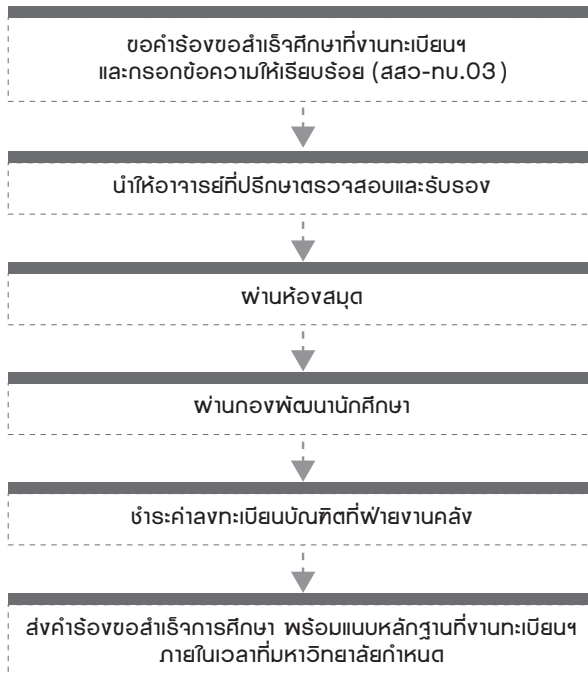 ขอคำร้องขอสำเร็จศึกษาที่งานทะเบียนฯ
และกรอกข้อความให้เรียบร้อย (สสว-ทบ.03)
นำให้อาจารย์ที่ปรึกษาตรวจสอบและรับรอง
ผ่านห้องสมุด
ผ่านกองพัฒนานักศึกษา
ชำระค่าลงทะเบียนบัณฑิตที่ฝ่ายงานคลัง
ส่งคำร้องขอสำเร็จการศึกษา พร้อมแนบหลักฐานที่งานทะเบียนฯ
ภายในเวลาที่มหาวิทยาลัยกำหนด